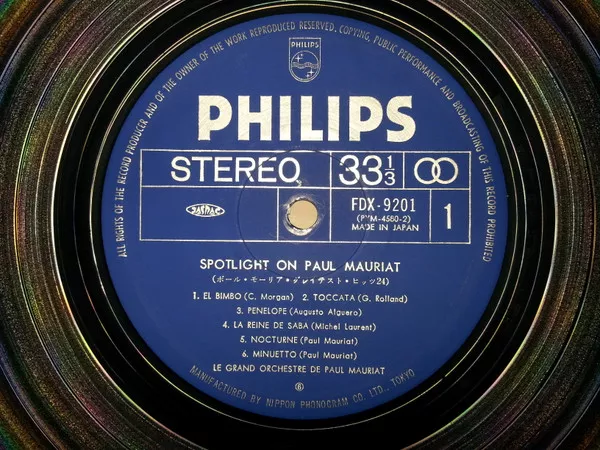 ALL RIGHTS OF THE RECORD PRODUCER AND OF THE OWNER OF THE WORK REPRODUCED RESERVED. COPYING, PUBLIC PERFORMANCE AND BROADCASTING OF THIS RECORD PROHIBITED
PHILIPS
PHILIPS
STEREO 33 1/3
JASRAC FDX-9201 1
(PYM-4580-2)
MADE IN JAPAN
SPOTLIGHT ON PAUL MAURIAT
(ポール・モーリア・グレイテスト・ヒッツ24)
1. EL BIMBO (C. Morgan) 2. TOCCATA (G. Rolland)
3. PENELOPE (Augusto Alguero)
4. LA REINE DE SABA (Michel Laurent)
5. NOCTURNE (Paul Mauriat)
6. MINUETTO (Paul Mauriat)
LE GRAND ORCHESTRE DE PAUL MAURIAT
MANUFACTURED BY NIPPON PHONOGRAM CO. LTD., TOKYO